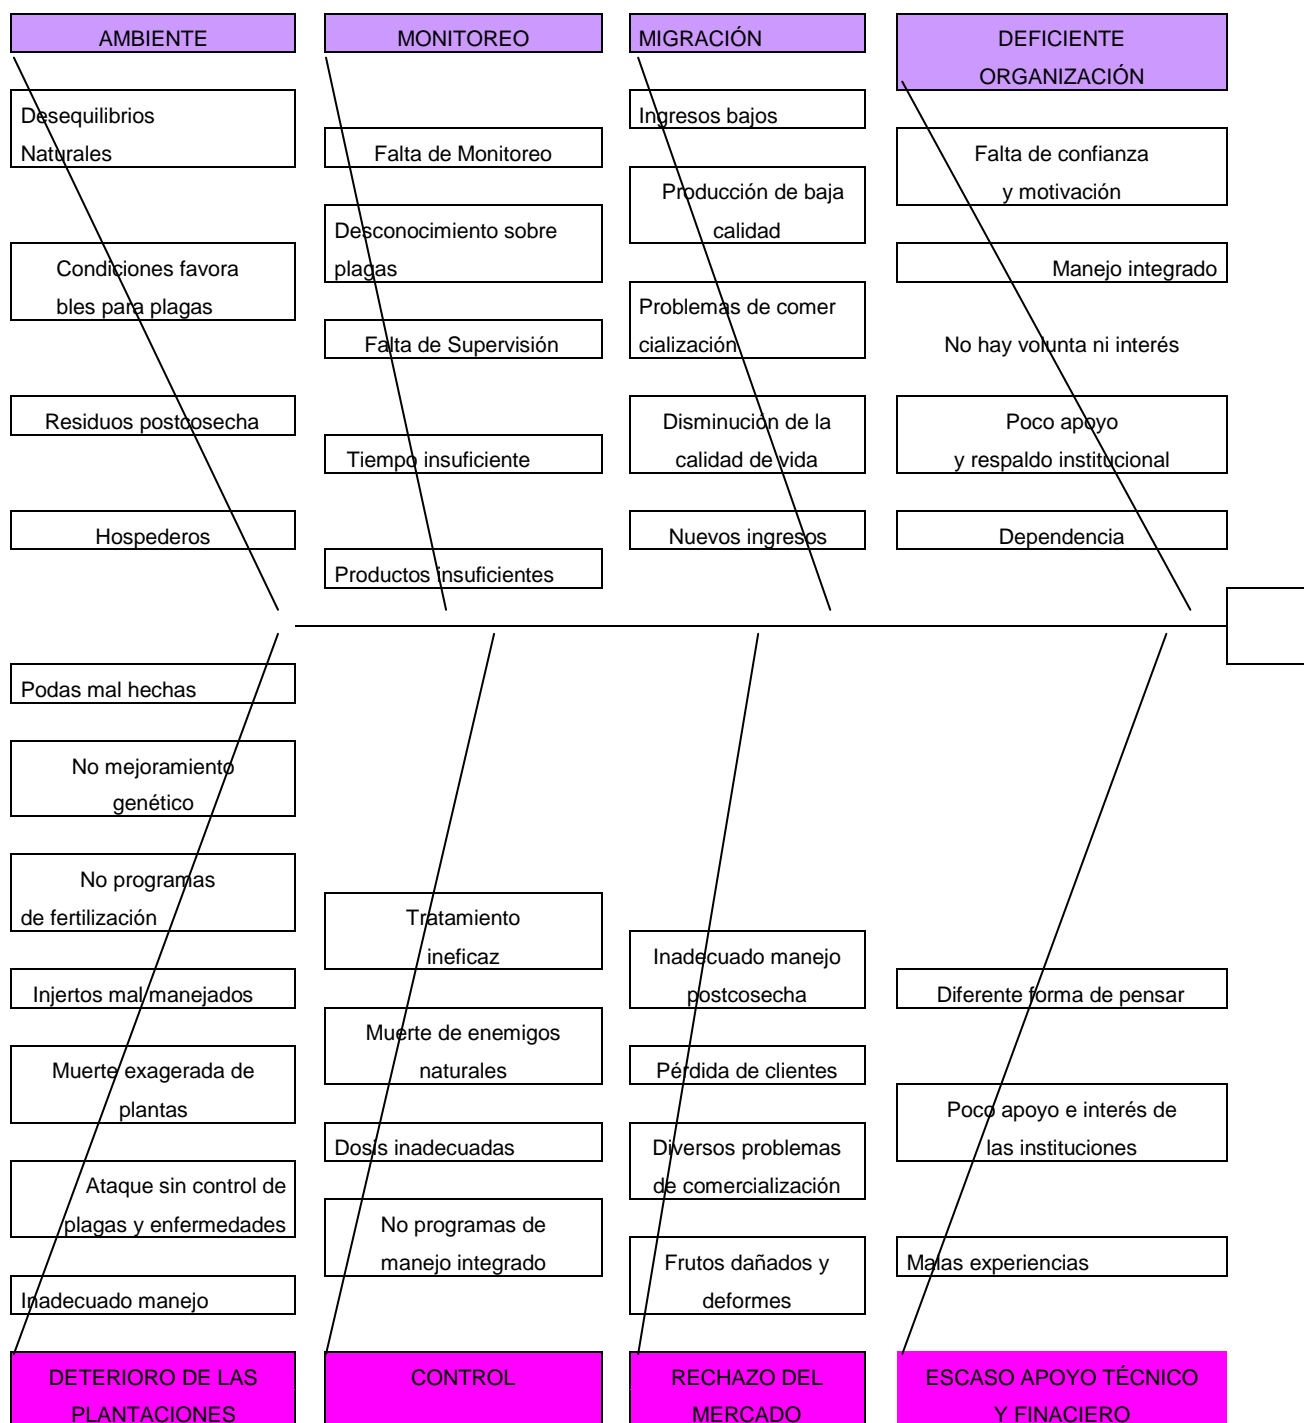 AMBIENTE
Desequilibrios
Naturales
Condiciones favora
bles para plagas
Residuos postcosecha
Hospederos
MONITOREO
Falta de Monitoreo
Desconocimiento sobre
plagas
Falta de Supervisión
Tiempo insuficiente
Productos insuficientes
MIGRACIÓN
Ingresos bajos
Producción de baja
calidad
Problemas de comer
cialización
Disminución de la
calidad de vida
Nuevos ingresos
DEFICIENTE
ORGANIZACIÓN
Falta de confianza
y motivación
Manejo integrado
No hay volunta ni interés
Poco apoyo
y respaldo institucional
Dependencia
Podas mal hechas
No mejoramiento
genético
No programas
de fertilización
Injertos mal manejados
Muerte exagerada de
plantas
Ataque sin control de
plagas y enfermedades
Inadecuado manejo
DETERIORO DE LAS
PLANTACIONES
Tratamiento
ineficaz
Muerte de enemigos
naturales
Dosis inadecuadas
No programas de
manejo integrado
CONTROL
Inadecuado manejo
postcosecha
Pérdida de clientes
Diversos problemas
de comercialización
Frutos dañados y
deformes
RECHAZO DEL
MERCADO
Diferente forma de pensar
Poco apoyo e interés de
las instituciones
Malas experiencias
ESCASO APOYO TÉCNICO
Y FINACIERO